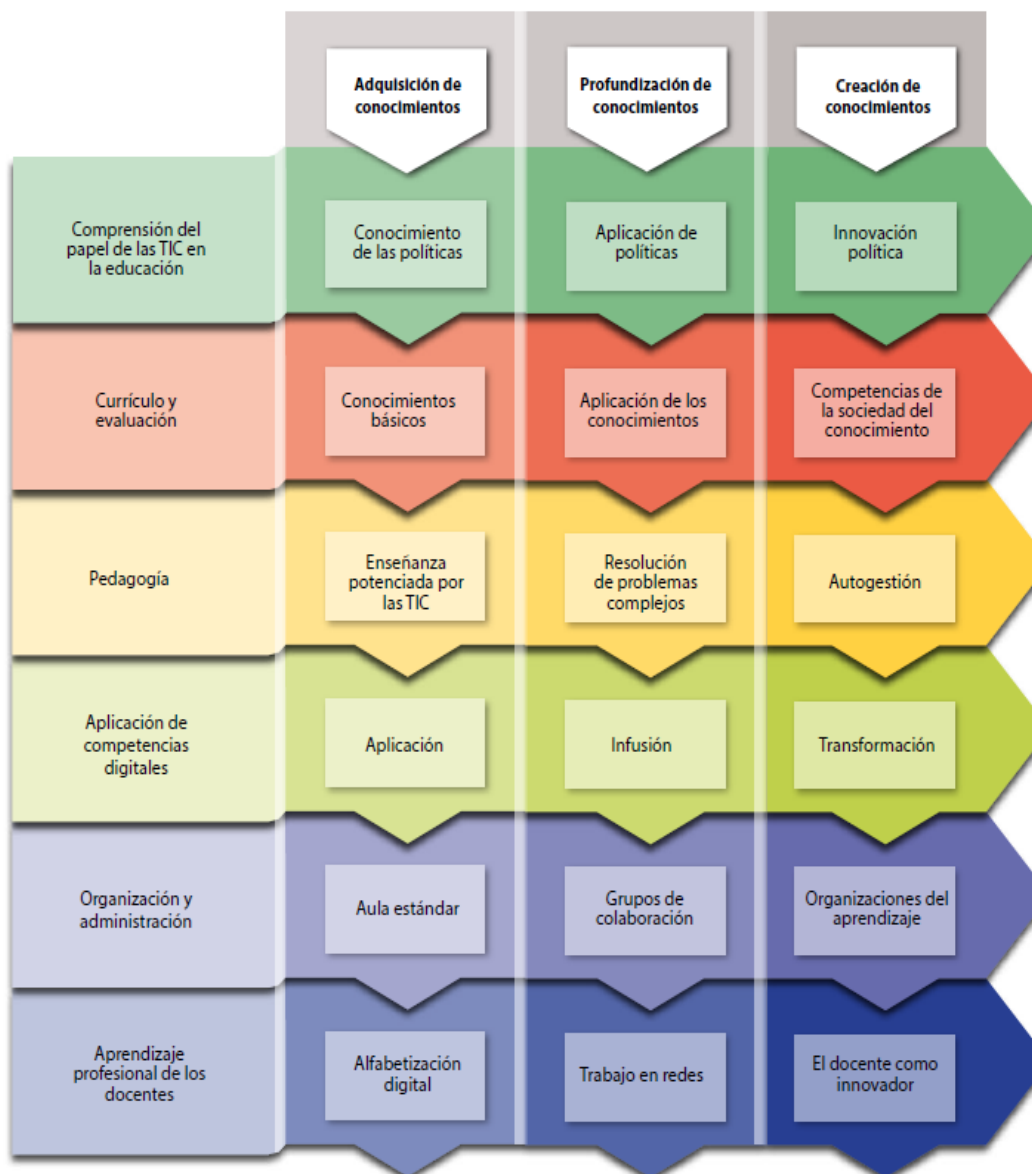 Adquisición de
conocimientos
Profundización de
conocimientos
Creación de
conocimientos
Comprensión del
papel de las TIC en
la educación
Conocimiento
de las políticas
Aplicación de
políticas
Innovación
política
Currículo y
evaluación
Conocimientos
básicos
Aplicación de los
conocimientos
Competencias de
la sociedad del
conocimiento
Pedagogía
Enseñanza
potenciada por
las TIC
Resolución
de problemas
complejos
Autogestión
Aplicación de
competencias
digitales
Aplicación
Infusión
Transformación
Organización y
administración
Aula estándar
Grupos de
colaboración
Organizaciones del
aprendizaje
Aprendizaje
profesional de los
docentes
Alfabetización
digital
Trabajo en redes
El docente como
innovador